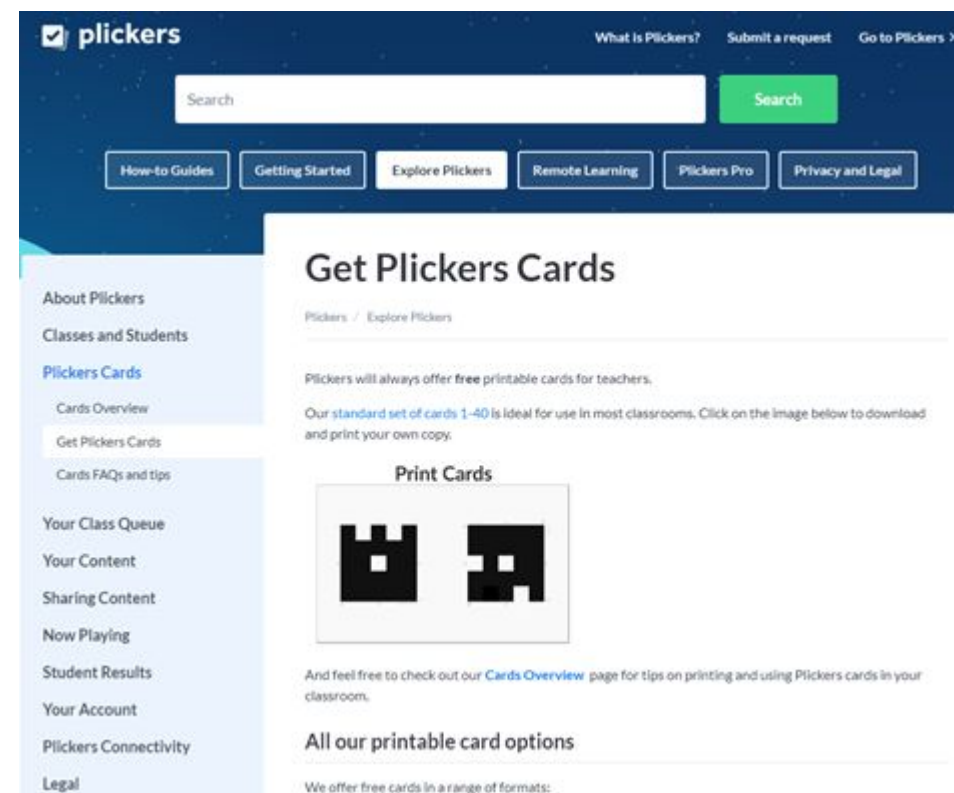 plickers
What is Plickers? Submit a request Go to Plickers
Search Search
How-to Guides Getting Started Explore Plickers Remote Learning Plickers Pro Privacy and Legal
Get Plickers Cards
Plickers / Explore Plickers
About Plickers
Classes and Students
Plickers Cards
Cards Overview
Get Plickers Cards
Cards FAQs and tips
Your Class Queue
Your Content
Sharing Content
Now Playing
Student Results
Your Account
Plickers Connectivity
Legal
Plickers will always offer free printable cards for teachers.
Our standard set of cards 1-40 is ideal for use in most classrooms. Click on the image below to download
and print your own copy.
Print Cards
And feel free to check out our Cards Overview page for tips on printing and using Plickers cards in your
classroom.
All our printable card options
We offer free cards in a range of formats: